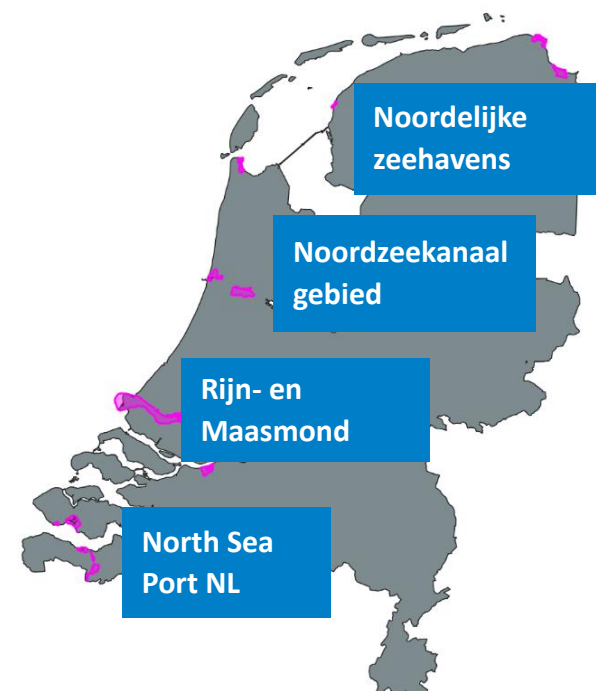 Noordelijke
zeehavens
Noordzeekanaal
gebied
Rijn- en
Maasmond
North Sea
Port NL